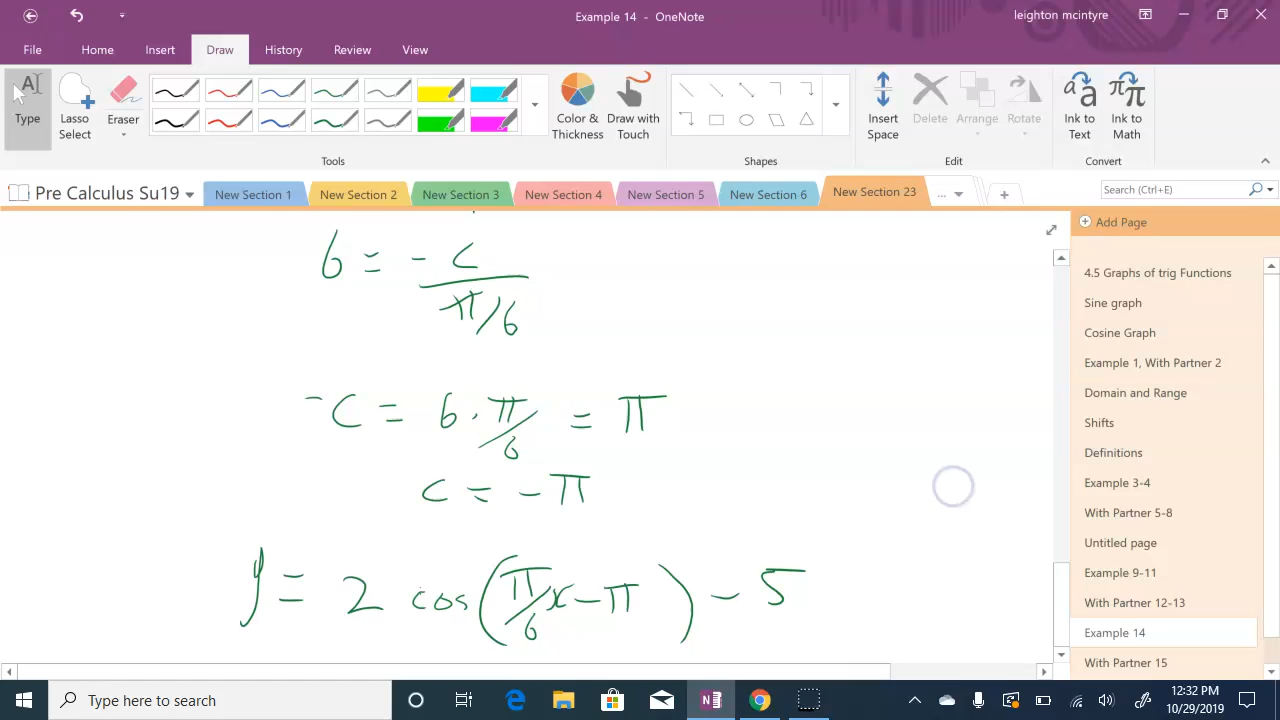 Example 14 - OneNote
leighton mcintyre
File Home Insert Draw History Review View
Type
Lasso Select
Eraser
Color & Thickness
Draw with Touch
Insert Space
Delete
Arrange
Rotate
Ink to Text
Ink to Math
Tools
Shapes
Edit
Convert
Pre Calculus Su19
New Section 1
New Section 2
New Section 3
New Section 4
New Section 5
New Section 6
New Section 23
...
Search (Ctrl+E)
Add Page
6 = - c / (π/6)
-c = 6 · π/6 = π
c = - π
y = 2 cos(π/6 x - π) - 5
4.5 Graphs of trig Functions
Sine graph
Cosine Graph
Example 1, With Partner 2
Domain and Range
Shifts
Definitions
Example 3-4
With Partner 5-8
Untitled page
Example 9-11
With Partner 12-13
Example 14
With Partner 15
Type here to search
12:32 PM
10/29/2019